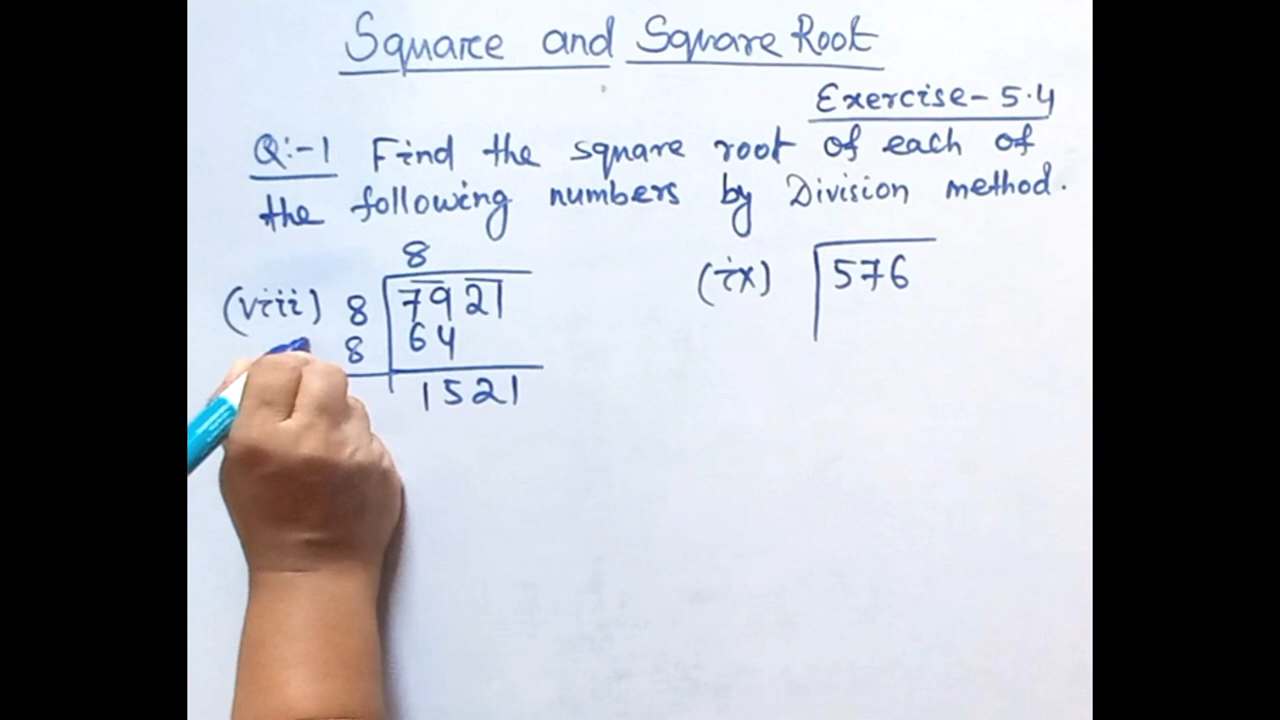 Square and Square Root
Exercise-5.4
Q:-1 Find the square root of each of
the following numbers by Division method.
8
(viii) 8 7921
8 64
1521
(ix) 576